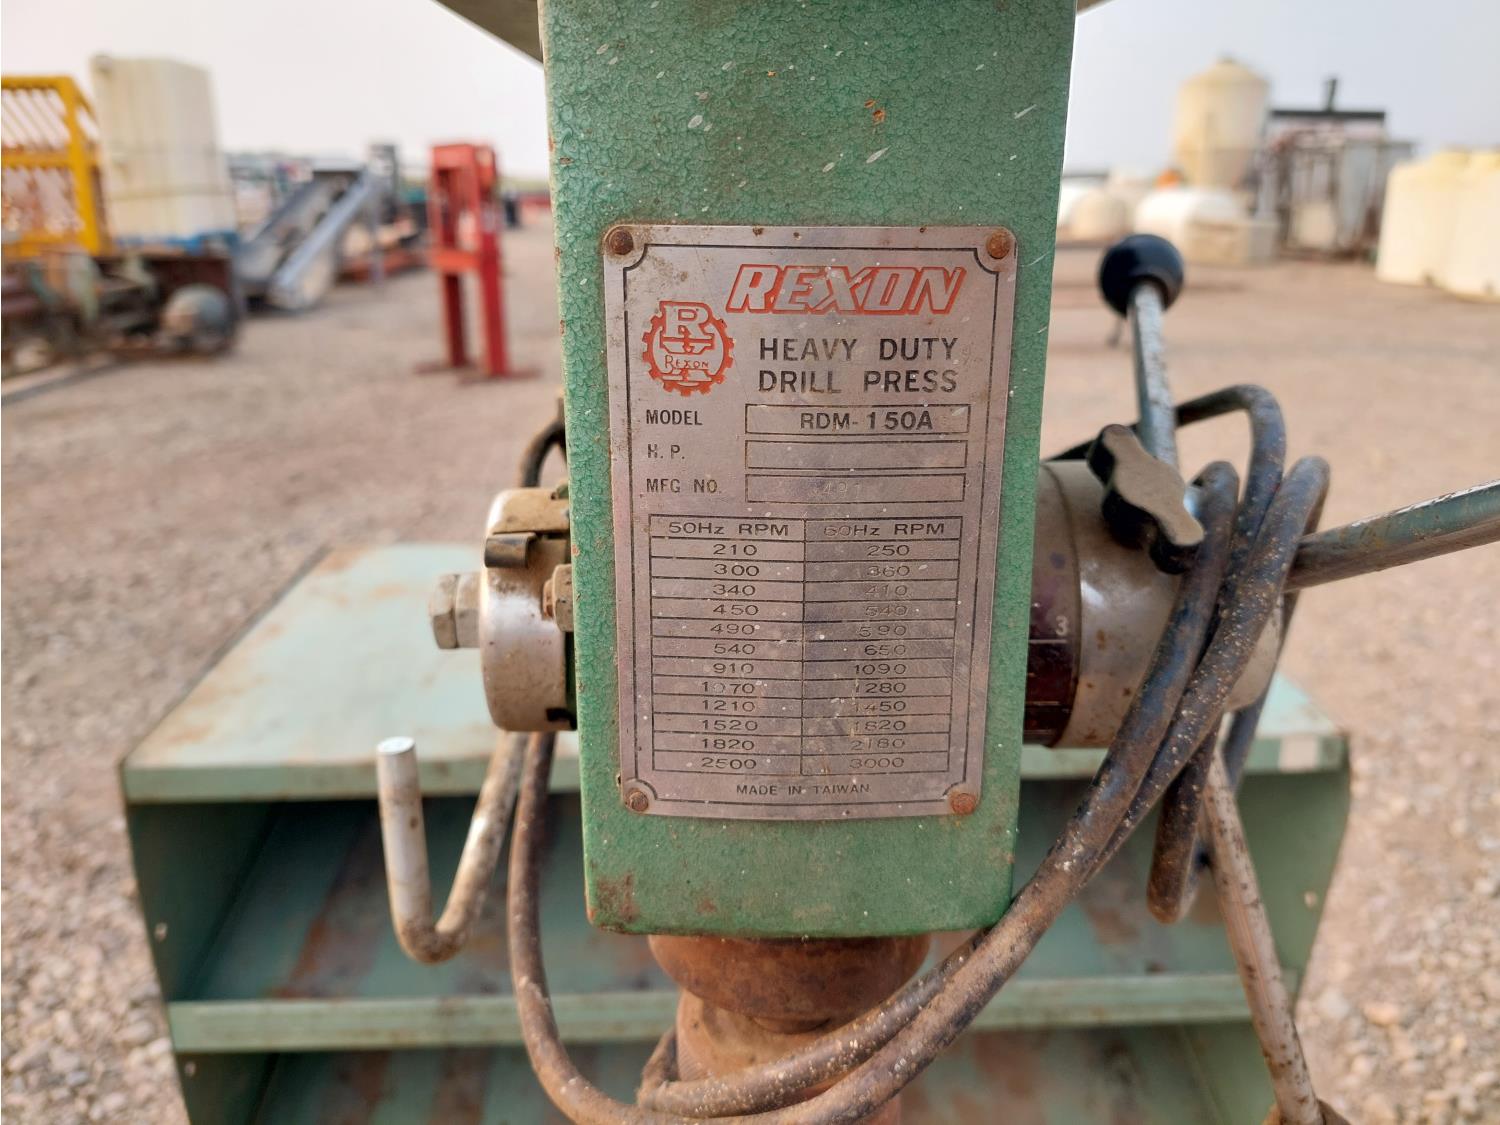 REXON
R
REXON
HEAVY DUTY
DRILL PRESS
MODEL RDM-150A
H.P.
MFG NO.
50Hz RPM 60Hz RPM
210 250
300 360
340 410
450 540
490 590
540 650
910 1090
1070 1280
1210 1450
1520 1820
1820 2180
2500 3000
MADE IN TAIWAN
3